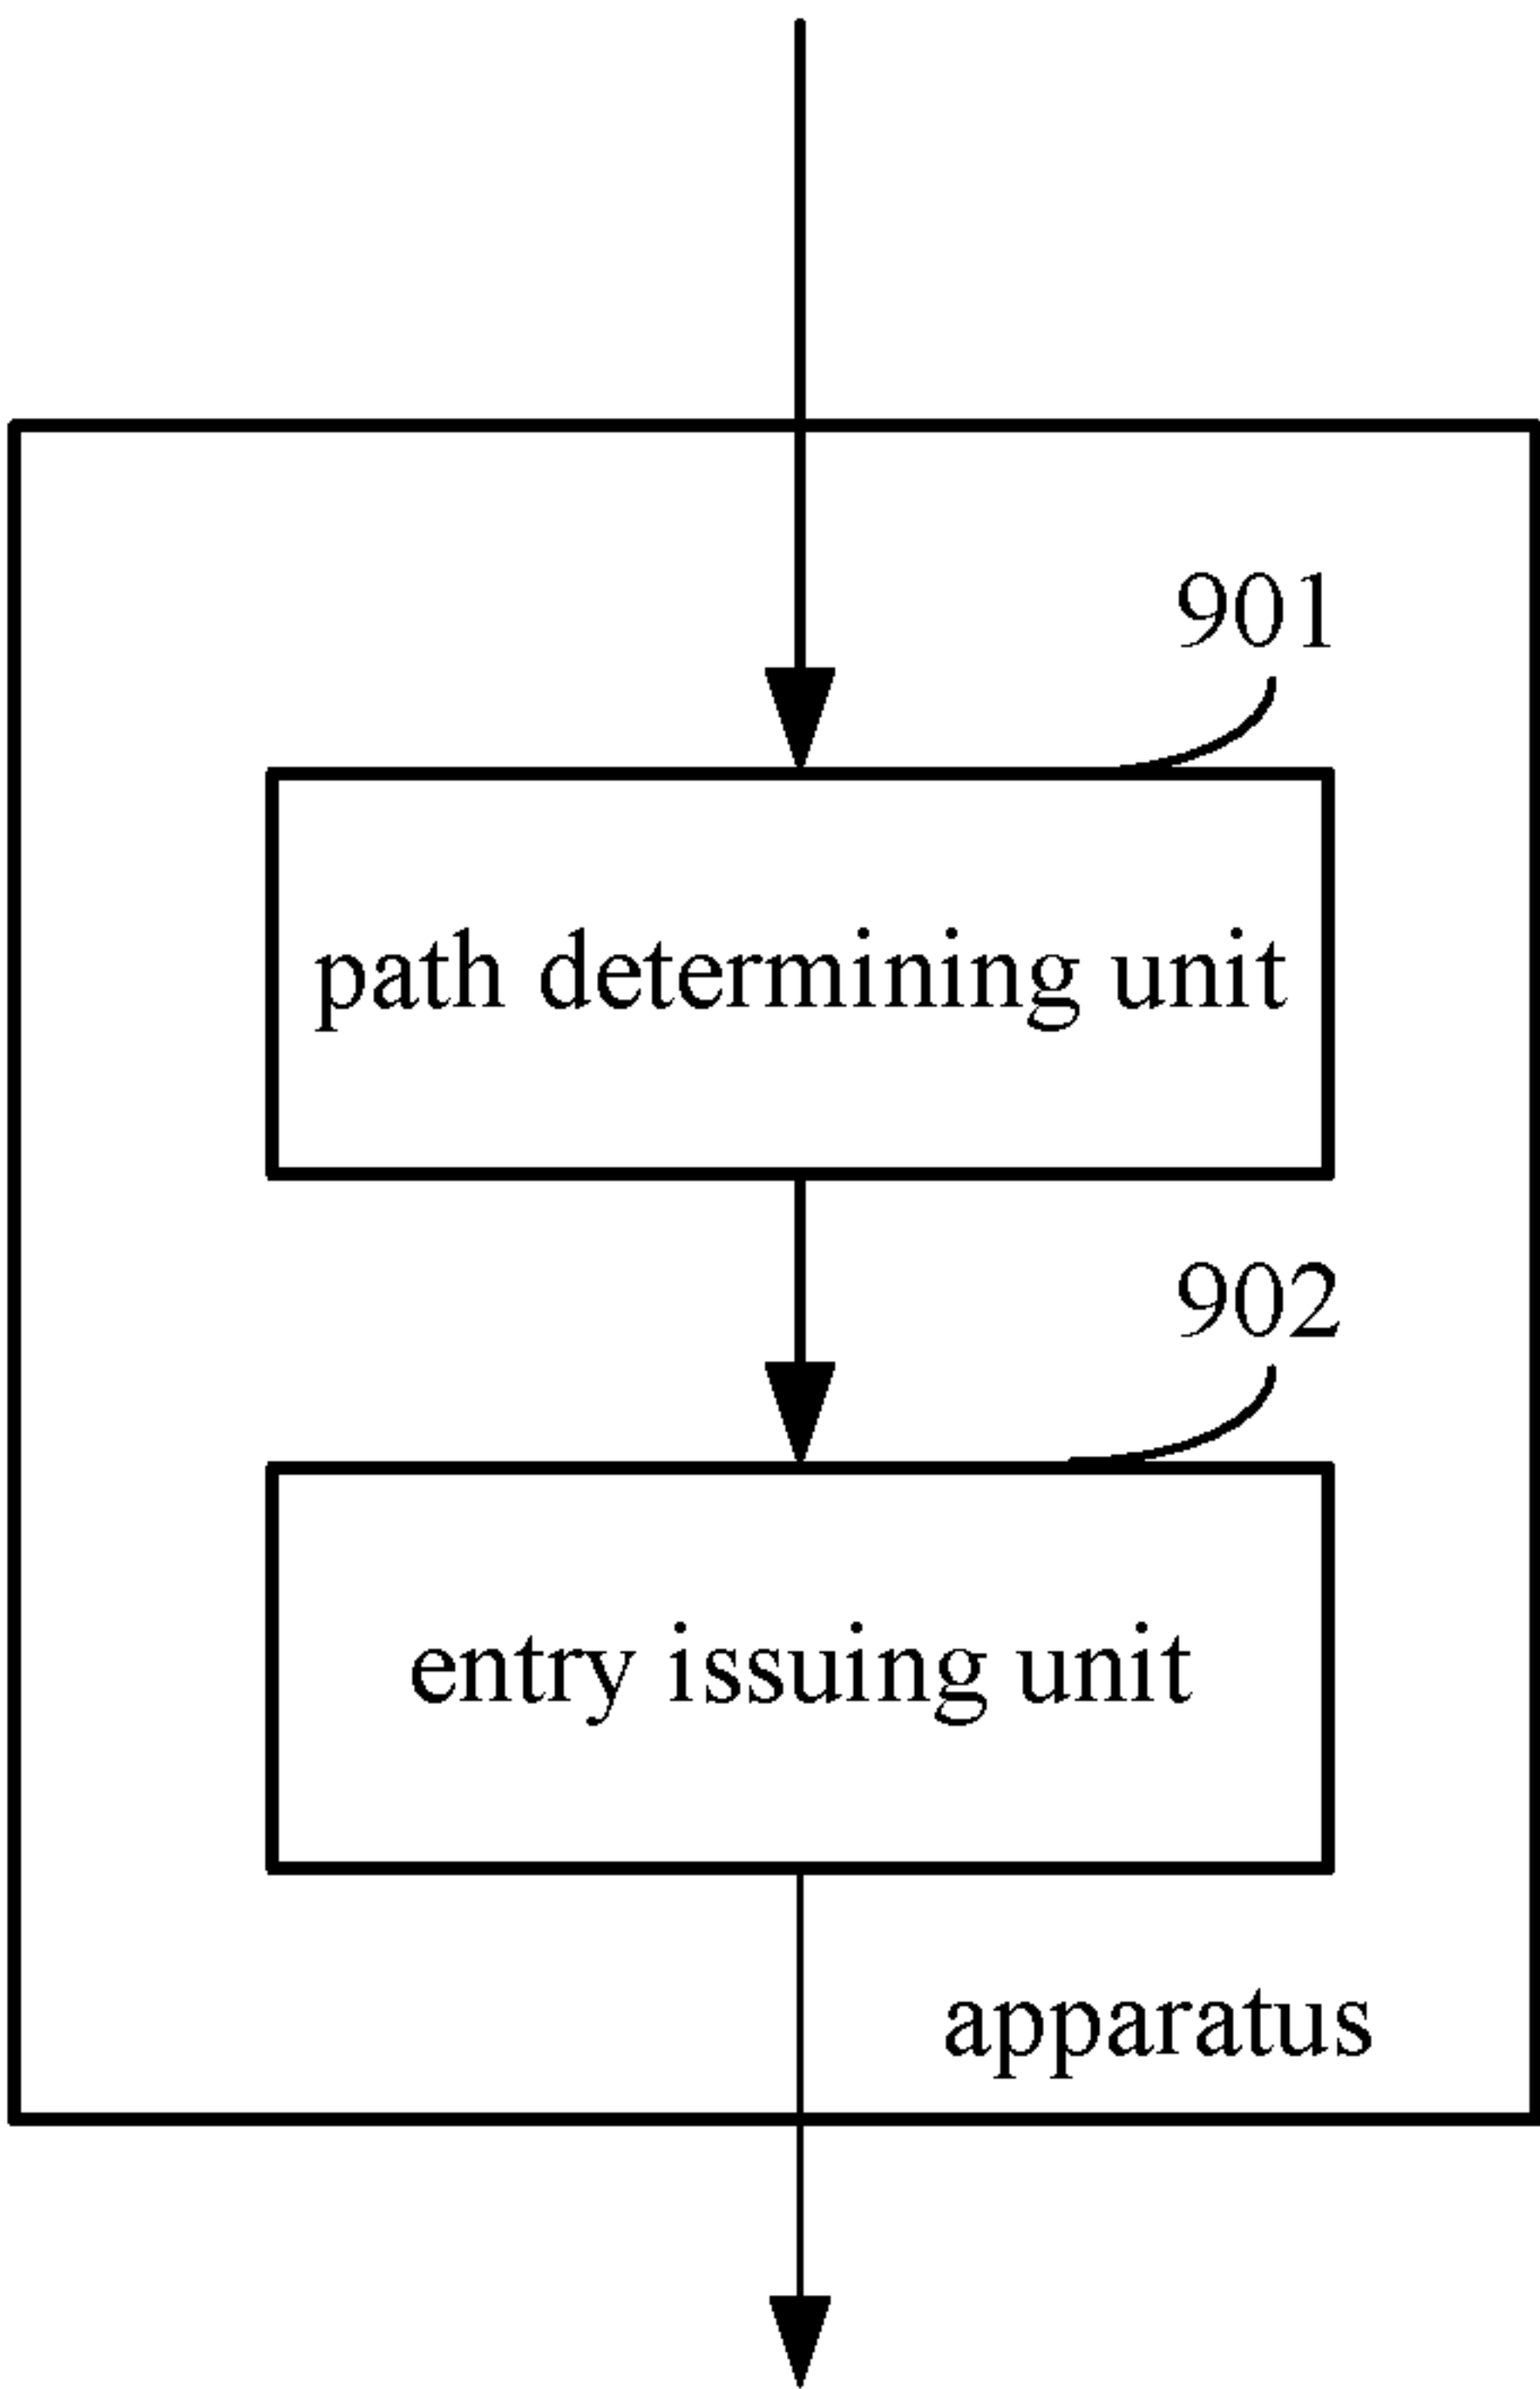 901
path determining unit
902
entry issuing unit
apparatus